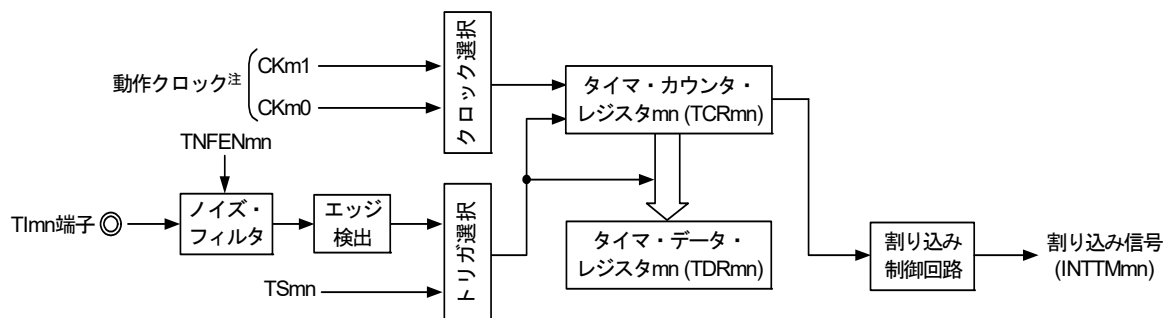 動作クロック注
CKm1
CKm0
クロック選択
タイマ・カウンタ・
レジスタmn (TCRmn)
TNFENmn
TImn端子
ノイズ・
フィルタ
エッジ
検出
TSmn
トリガ選択
タイマ・データ・
レジスタmn (TDRmn)
割り込み
制御回路
割り込み信号
(INTTMmn)